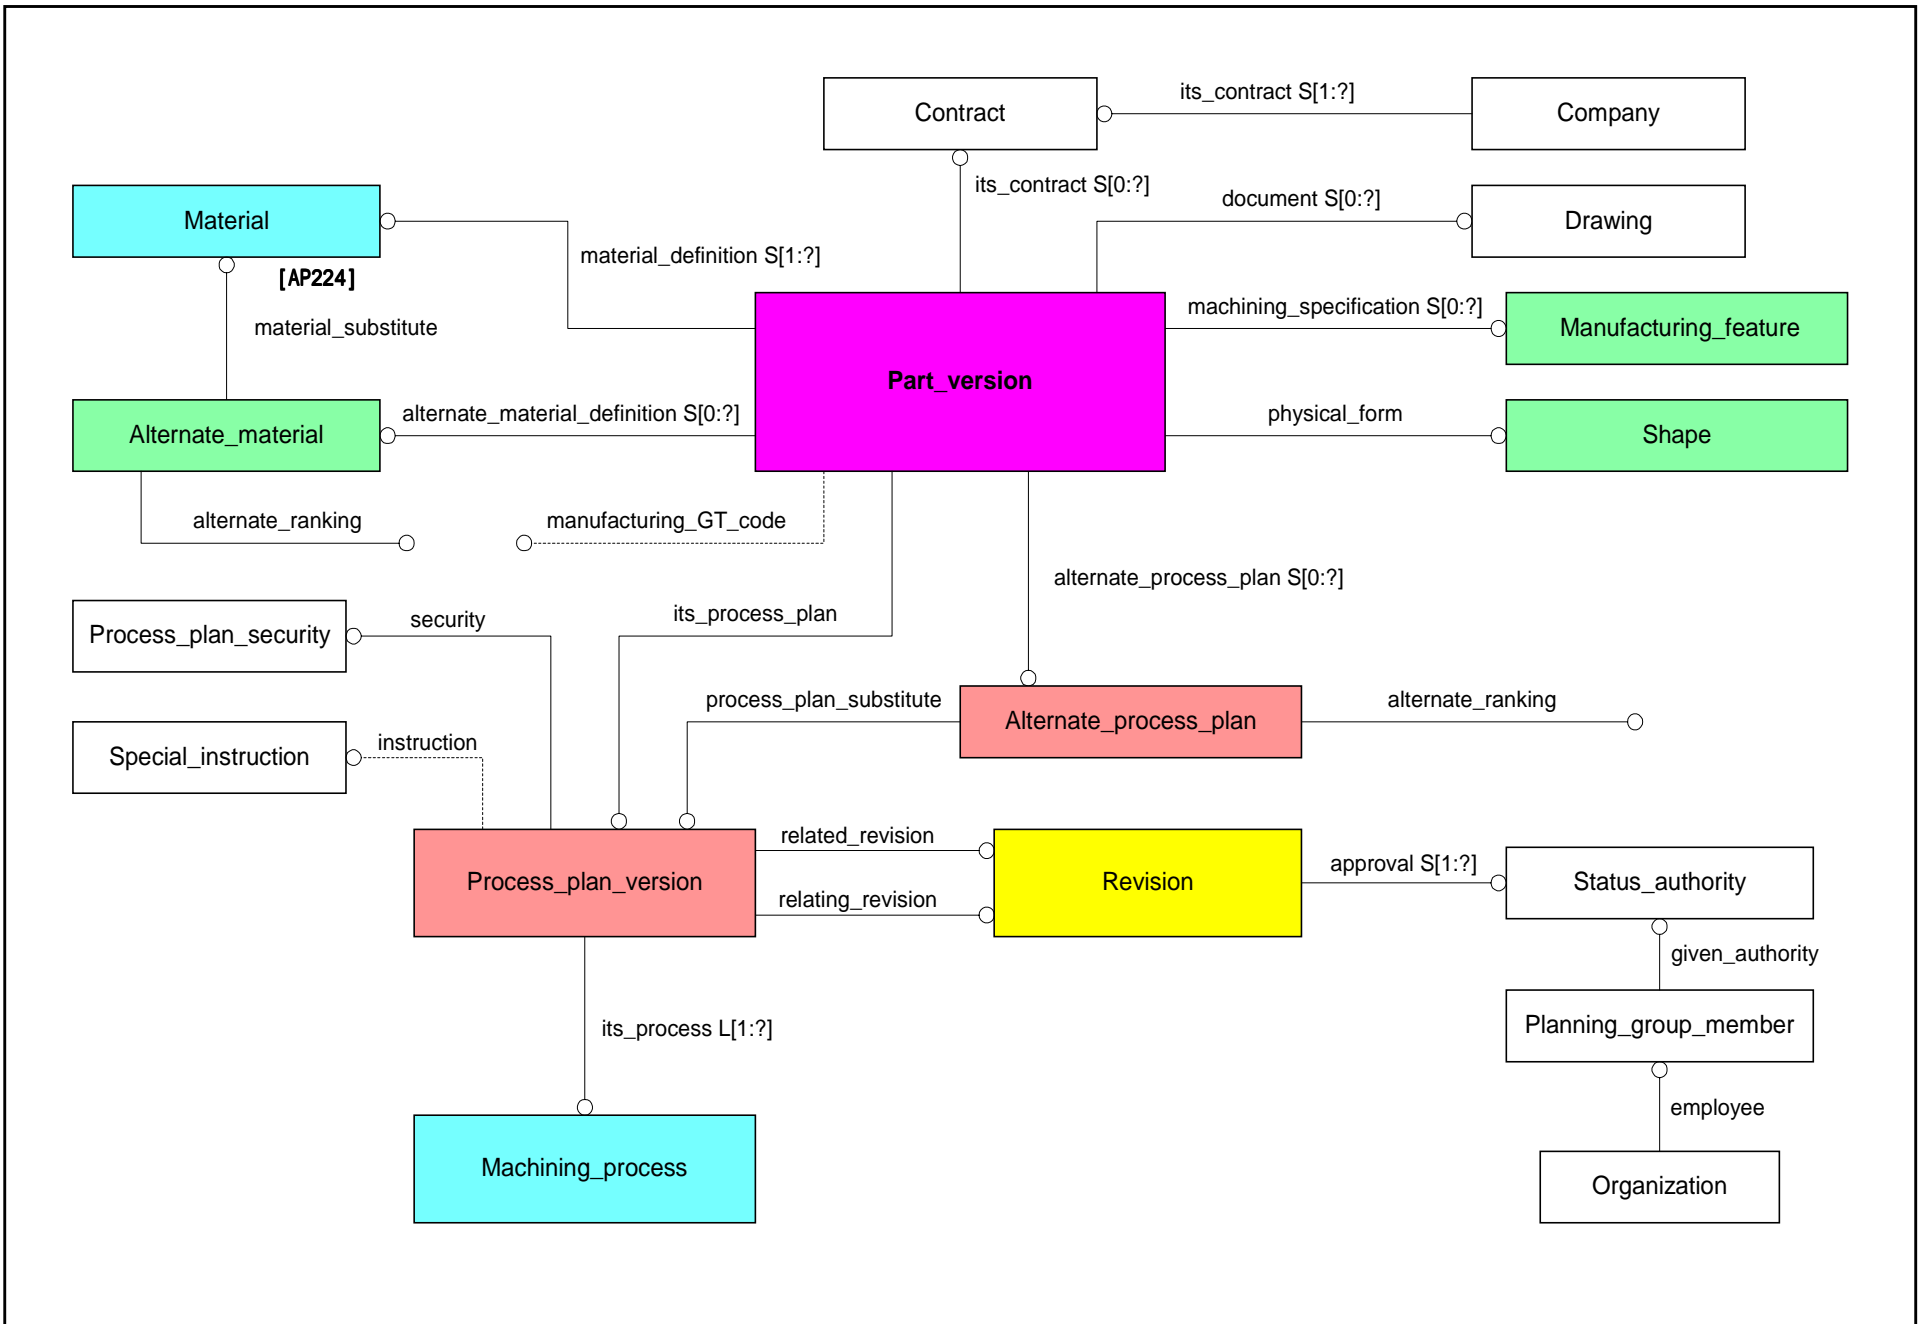 Contract
its_contract S[1:?]
Company
its_contract S[0:?]
document S[0:?]
Drawing
Material
[AP224]
material_definition S[1:?]
material_substitute
Part_version
machining_specification S[0:?]
Manufacturing_feature
Alternate_material
alternate_material_definition S[0:?]
physical_form
Shape
alternate_ranking
manufacturing_GT_code
alternate_process_plan S[0:?]
Process_plan_security
security
its_process_plan
process_plan_substitute
Alternate_process_plan
alternate_ranking
Special_instruction
instruction
Process_plan_version
related_revision
relating_revision
Revision
approval S[1:?]
Status_authority
given_authority
Planning_group_member
its_process L[1:?]
employee
Machining_process
Organization